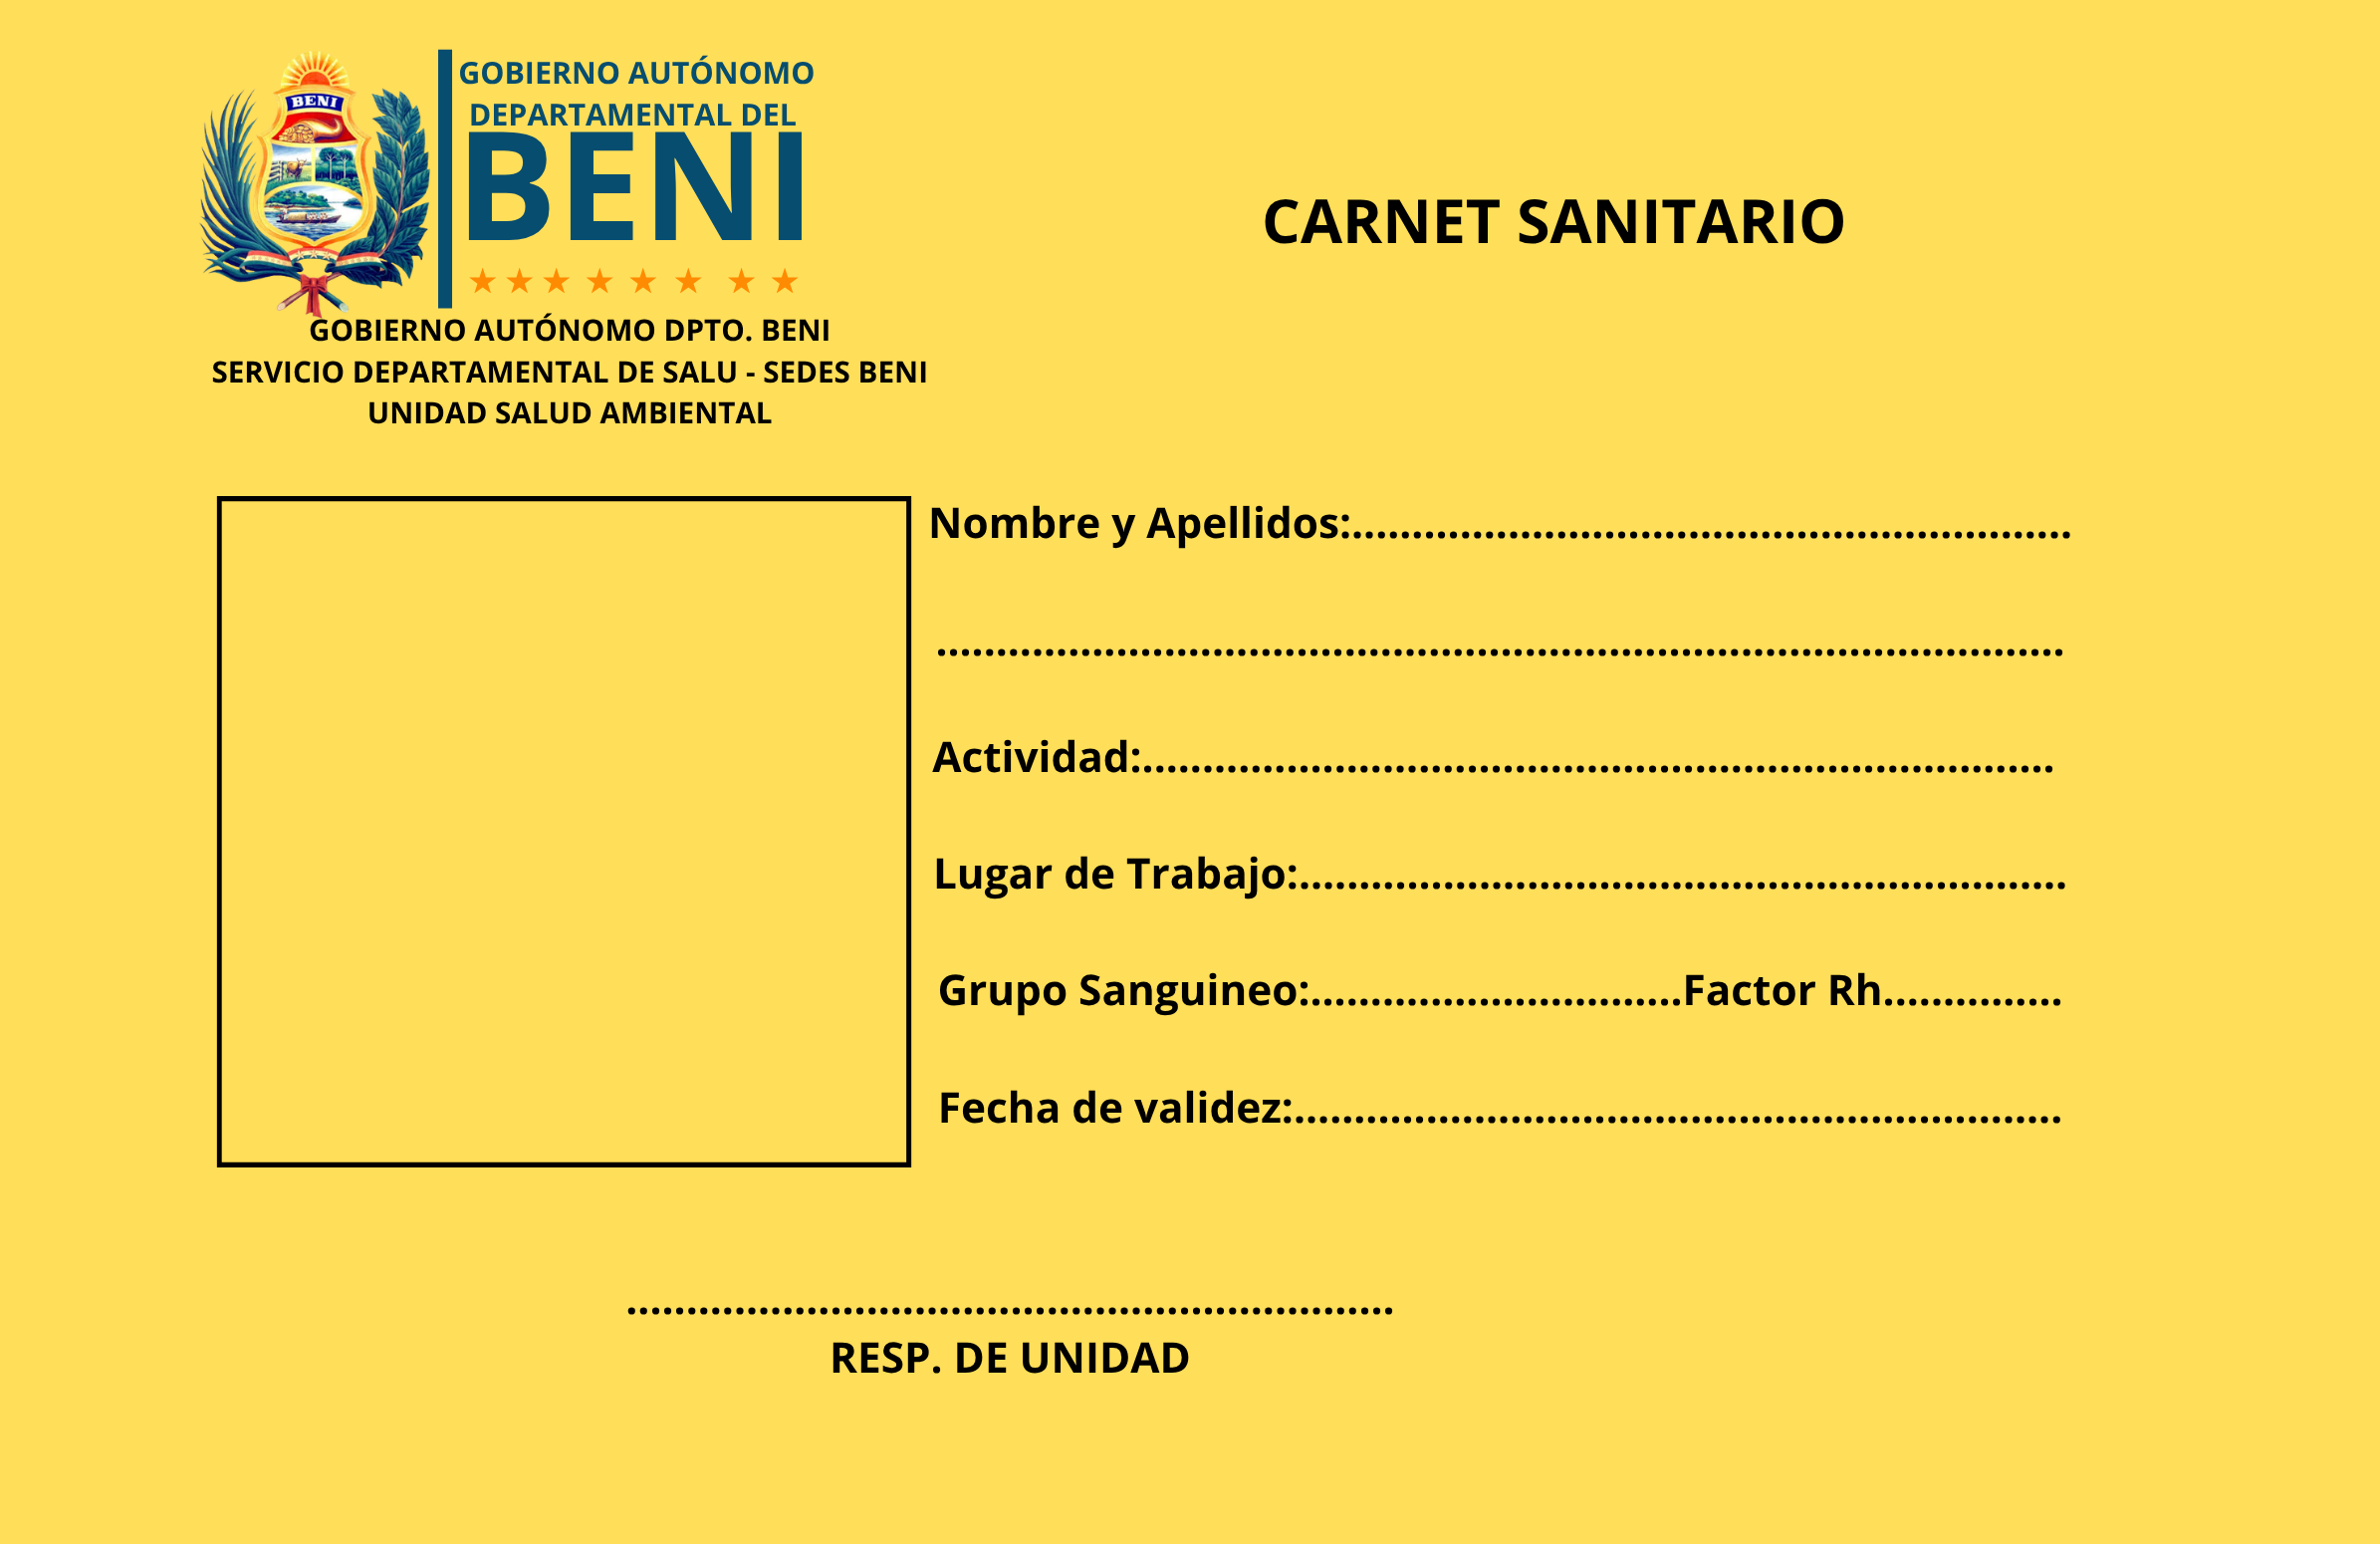 BENI
GOBIERNO AUTÓNOMO
DEPARTAMENTAL DEL
BENI
CARNET SANITARIO
GOBIERNO AUTÓNOMO DPTO. BENI
SERVICIO DEPARTAMENTAL DE SALU - SEDES BENI
UNIDAD SALUD AMBIENTAL
Nombre y Apellidos:............................................................
..............................................................................................
Actividad:............................................................................
Lugar de Trabajo:................................................................
Grupo Sanguineo:...............................Factor Rh...............
Fecha de validez:................................................................
................................................................
RESP. DE UNIDAD